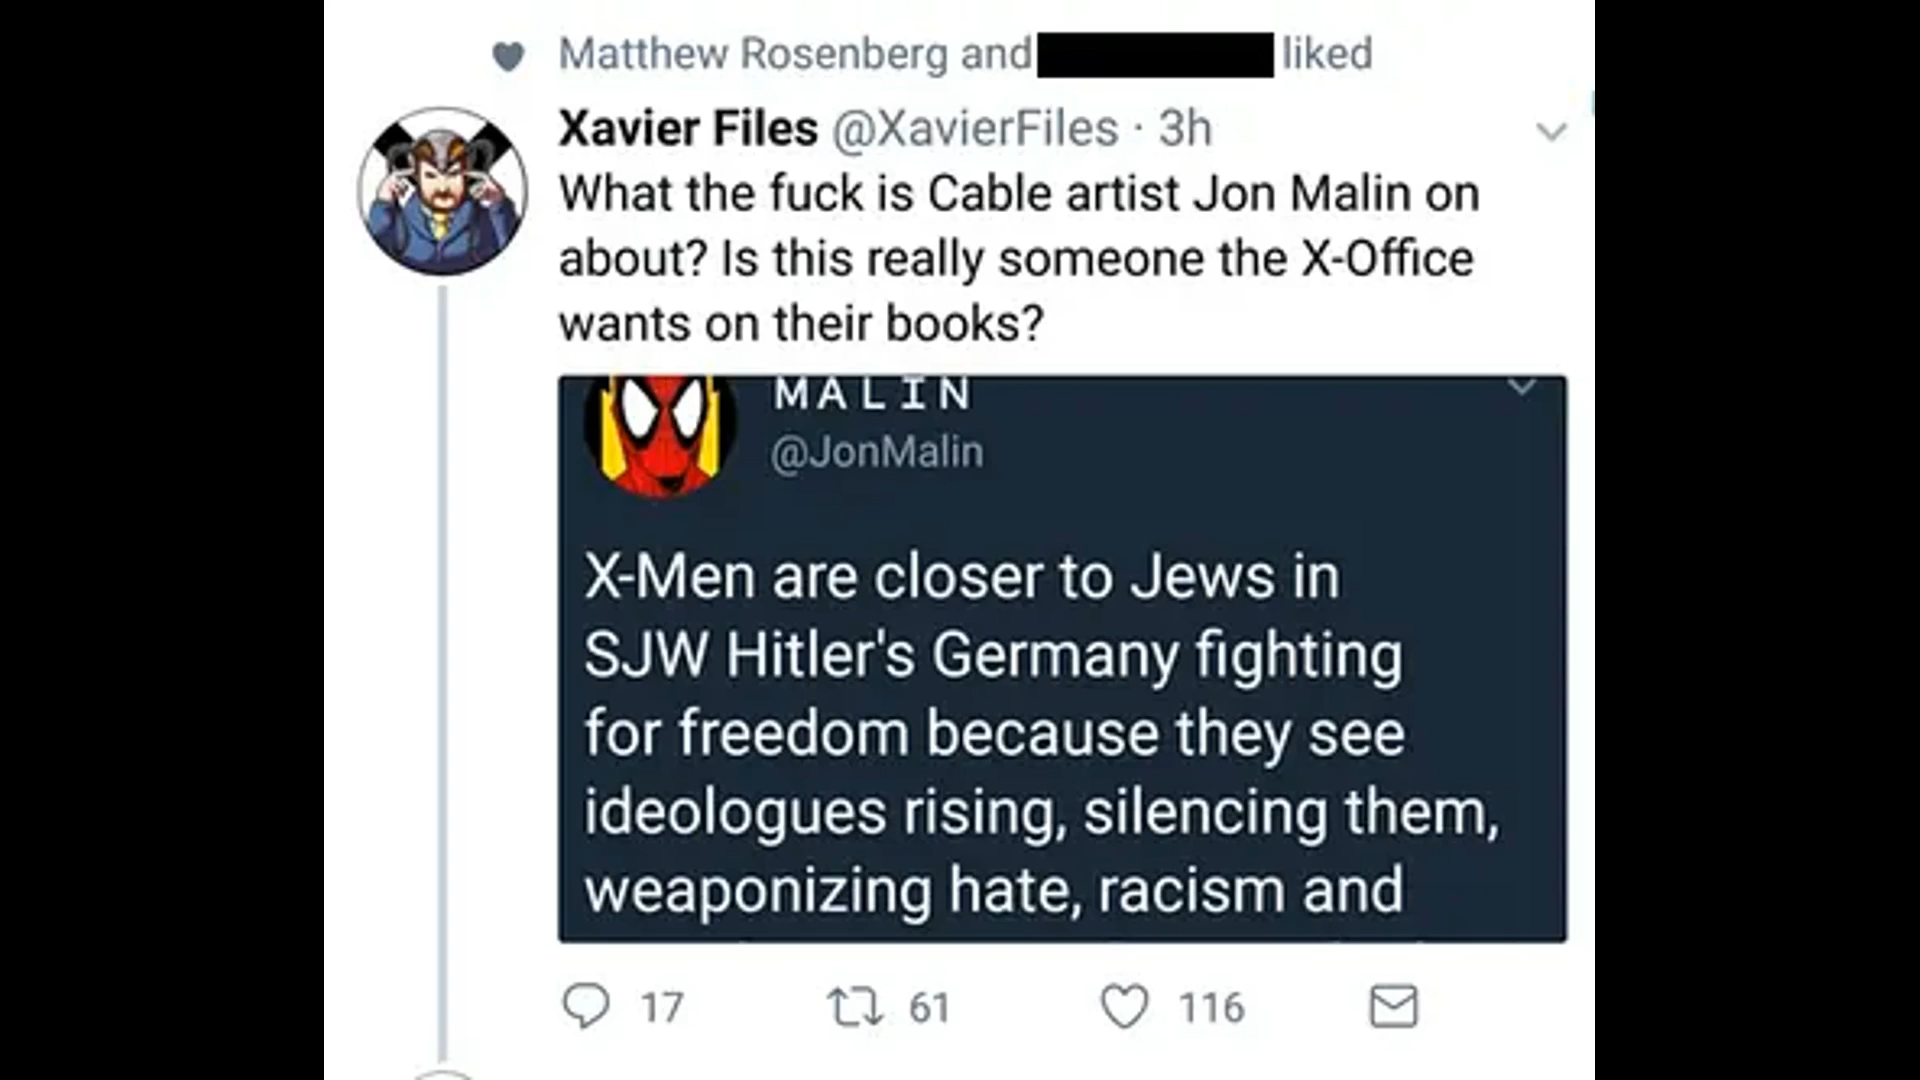 Matthew Rosenberg and liked
Xavier Files @XavierFiles · 3h
What the fuck is Cable artist Jon Malin on
about? Is this really someone the X-Office
wants on their books?
MALIN
@JonMalin
X-Men are closer to Jews in
SJW Hitler's Germany fighting
for freedom because they see
ideologues rising, silencing them,
weaponizing hate, racism and
17 61 116